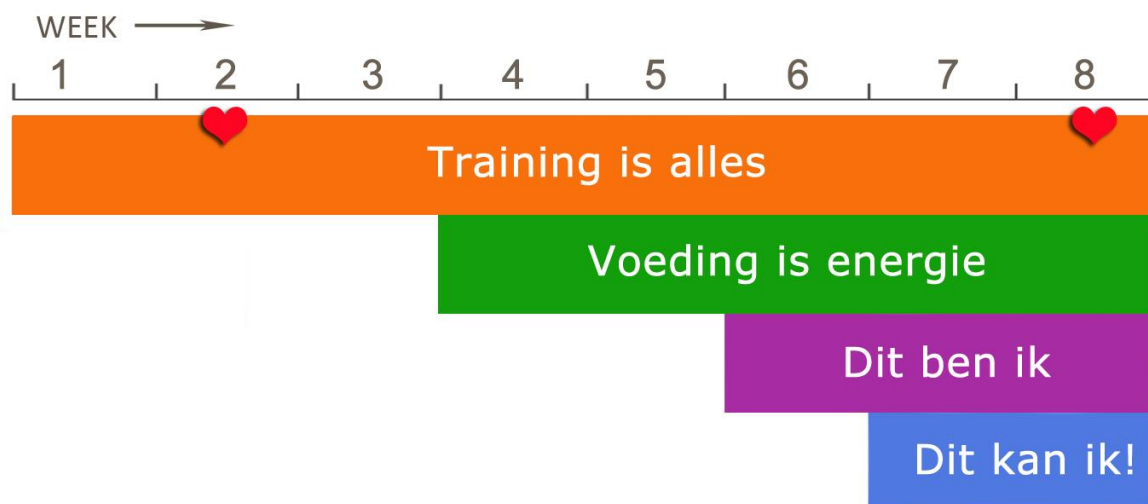 WEEK
1 2 3 4 5 6 7 8
Training is alles
Voeding is energie
Dit ben ik
Dit kan ik!